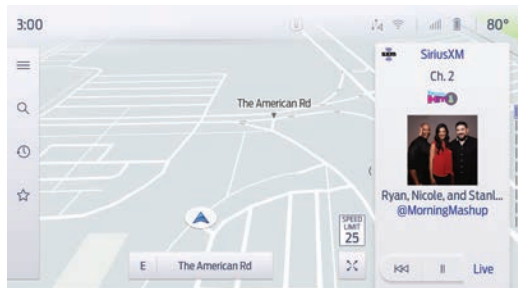 3:00
80°
SiriusXM
Ch. 2
The American Rd
Ryan, Nicole, and Stanl...
@MorningMashup
SPEED
LIMIT
25
E The American Rd
Live